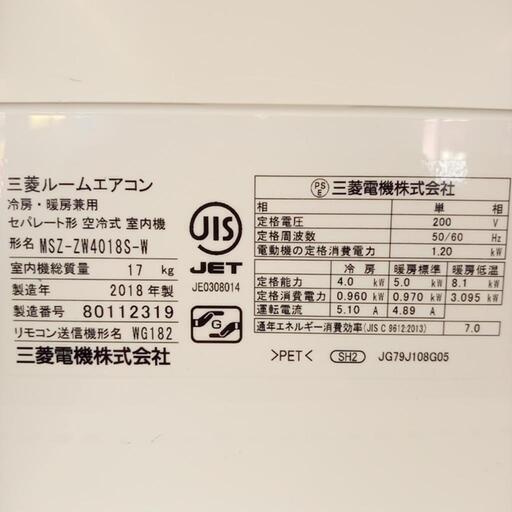 三菱ルームエアコン
冷房・暖房兼用
セパレート形 空冷式 室内機
形名 MSZ-ZW4018S-W
室内機総質量 17 kg
製造年 2018 年製
製造番号 80112319
リモコン送信機形名 WG182
三菱電機株式会社
JIS
JET
JE0308014
G
PS E 三菱電機株式会社
相 単 相
定格電圧 200 V
定格周波数 50/60 Hz
電動機の定格消費電力 1.20 kW
冷 房 暖房標準 暖房低温
定格能力 4.0 kW 5.0 kW 8.1 kW
定格消費電力 0.960 kW 0.970 kW 3.095 kW
運転電流 5.10 A 4.89 A
通年エネルギー消費効率(JIS C 9612:2013) 7.0
>PET< SH2 JG79J108G05